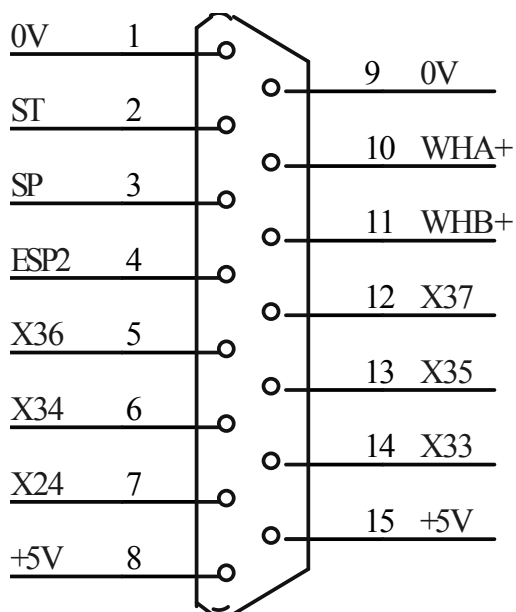 0V 1
9 0V
ST 2
10 WHA+
SP 3
11 WHB+
ESP2 4
12 X37
X36 5
13 X35
X34 6
14 X33
X24 7
15 +5V
+5V 8